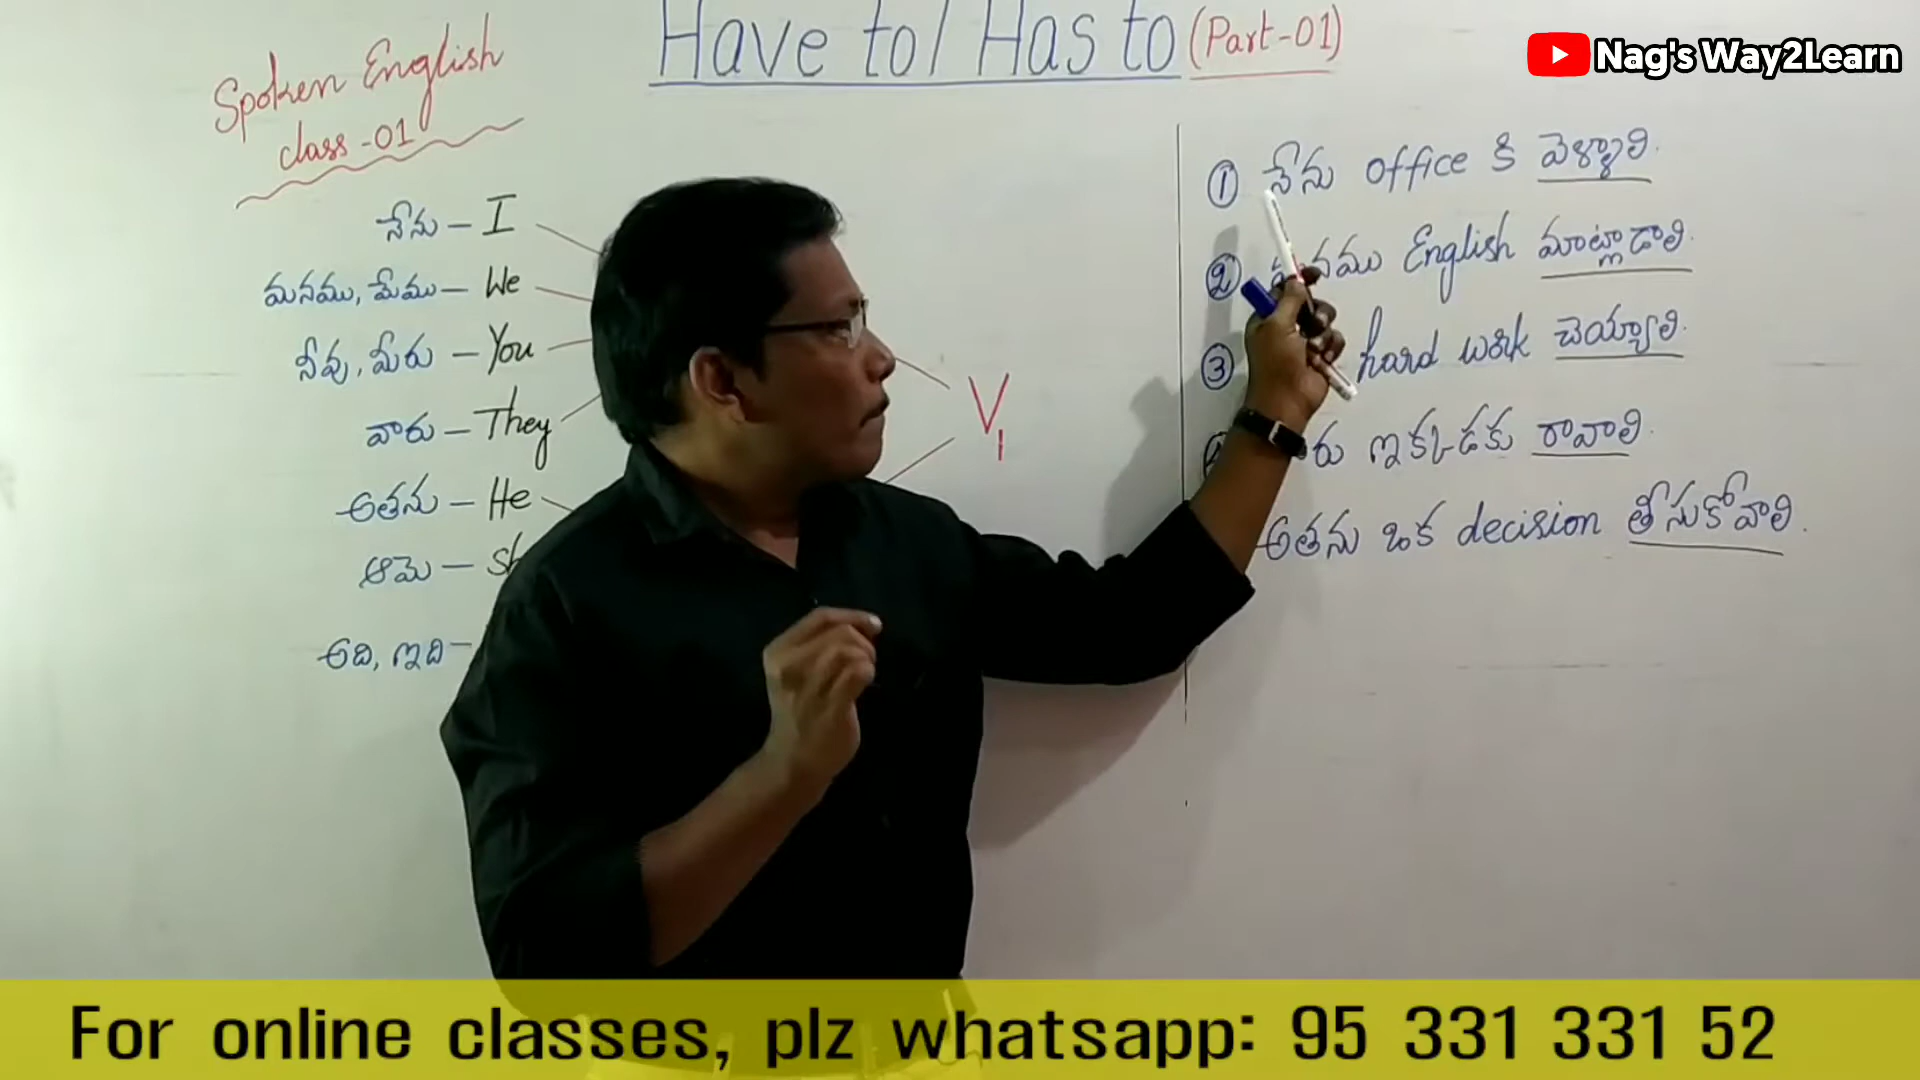 Have to / Has to (Part-01)
Nag's Way2Learn
Spoken English
class-01
నేను – I
మనము, మేము – We
నీవు, మీరు – You
వారు – They
అతను – He
ఆమె –
అది, ఇది –
V1
① నేను office కి వెళ్ళాలి.
② English మాట్లాడాలి.
③ hard work చెయ్యాలి.
ఇక్కడకు రావాలి.
అతను ఒక decision తీసుకోవాలి.
For online classes, plz whatsapp: 95 331 331 52